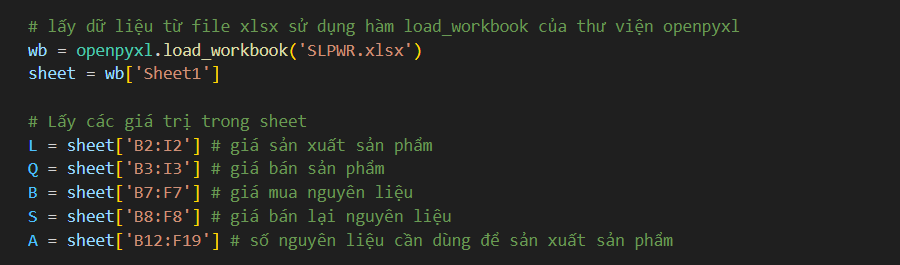 # lấy dữ liệu từ file xlsx sử dụng hàm load_workbook của thư viện openpyxl
wb = openpyxl.load_workbook('SLPWR.xlsx')
sheet = wb['Sheet1']
# Lấy các giá trị trong sheet
L = sheet['B2:I2'] # giá sản xuất sản phẩm
Q = sheet['B3:I3'] # giá bán sản phẩm
B = sheet['B7:F7'] # giá mua nguyên liệu
S = sheet['B8:F8'] # giá bán lại nguyên liệu
A = sheet['B12:F19'] # số nguyên liệu cần dùng để sản xuất sản phẩm